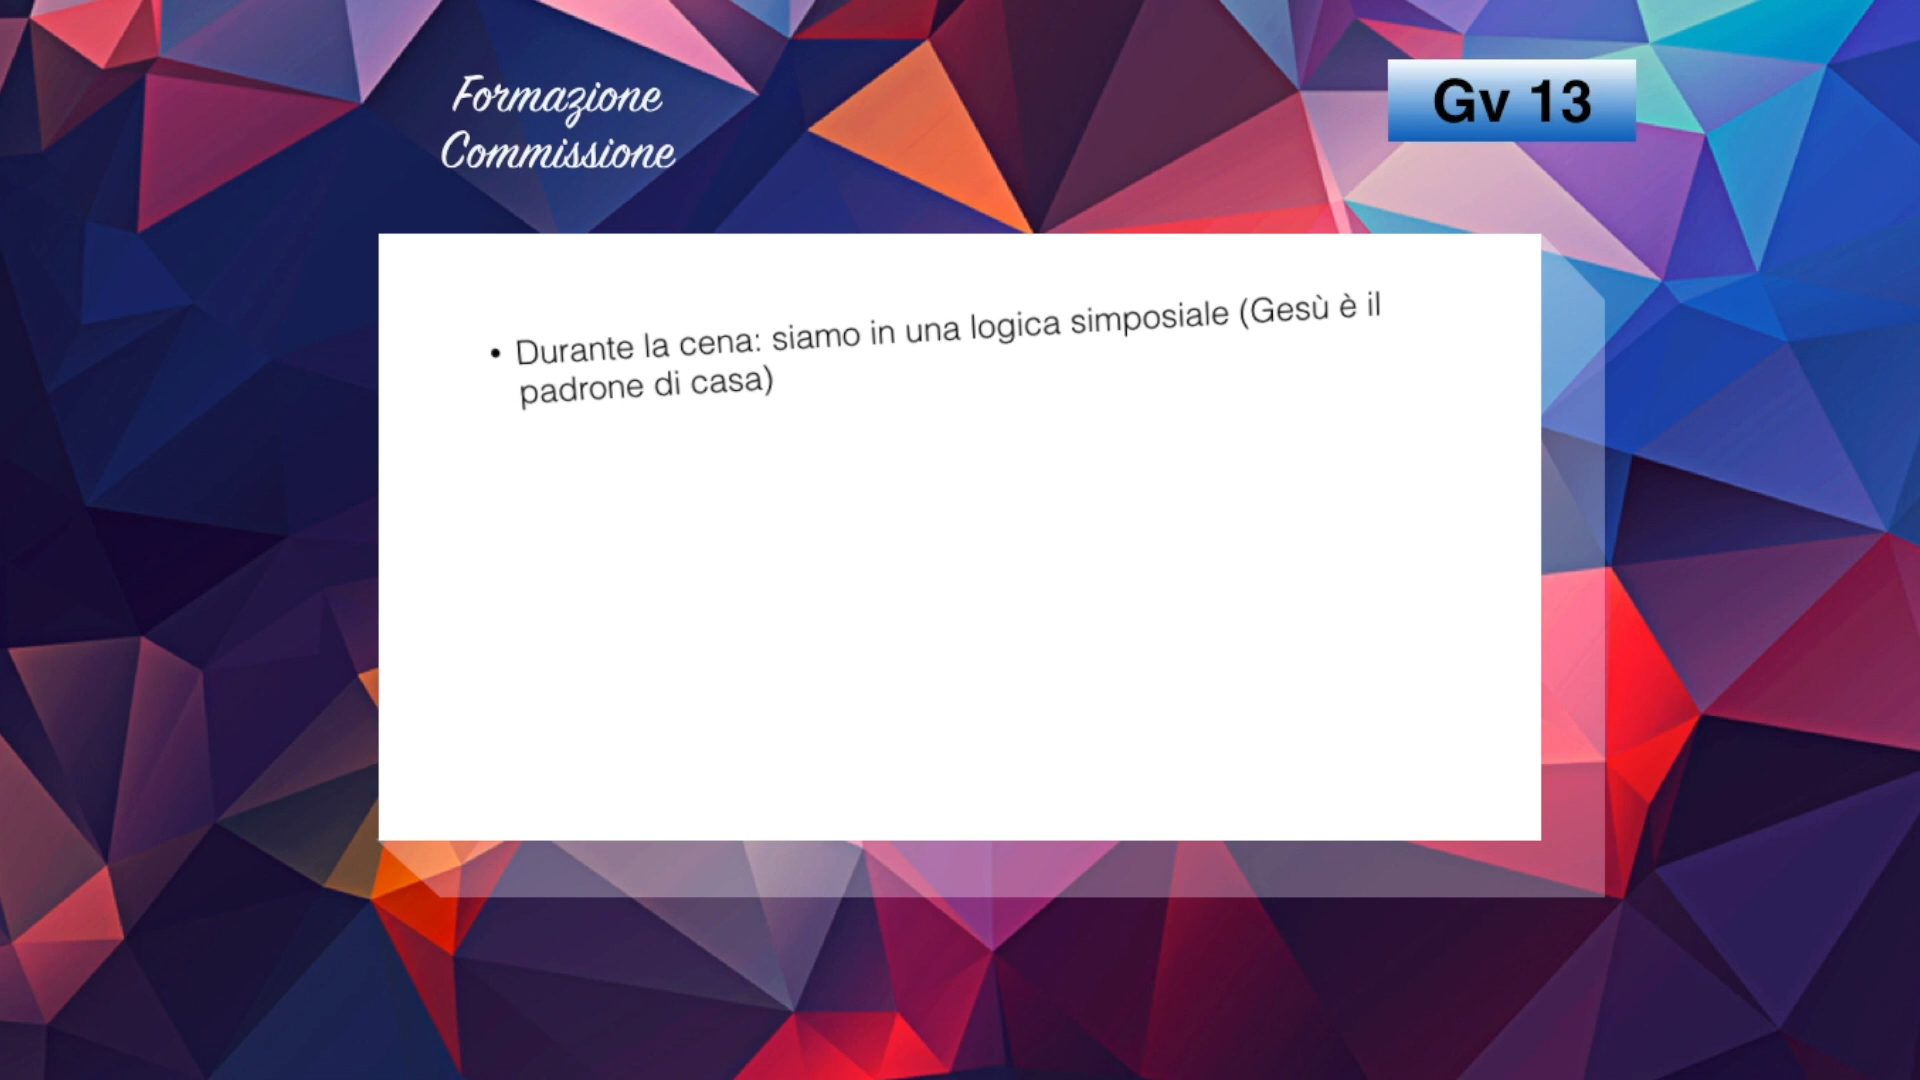 Formazione
Commissione
Gv 13
• Durante la cena: siamo in una logica simposiale (Gesù è il
padrone di casa)